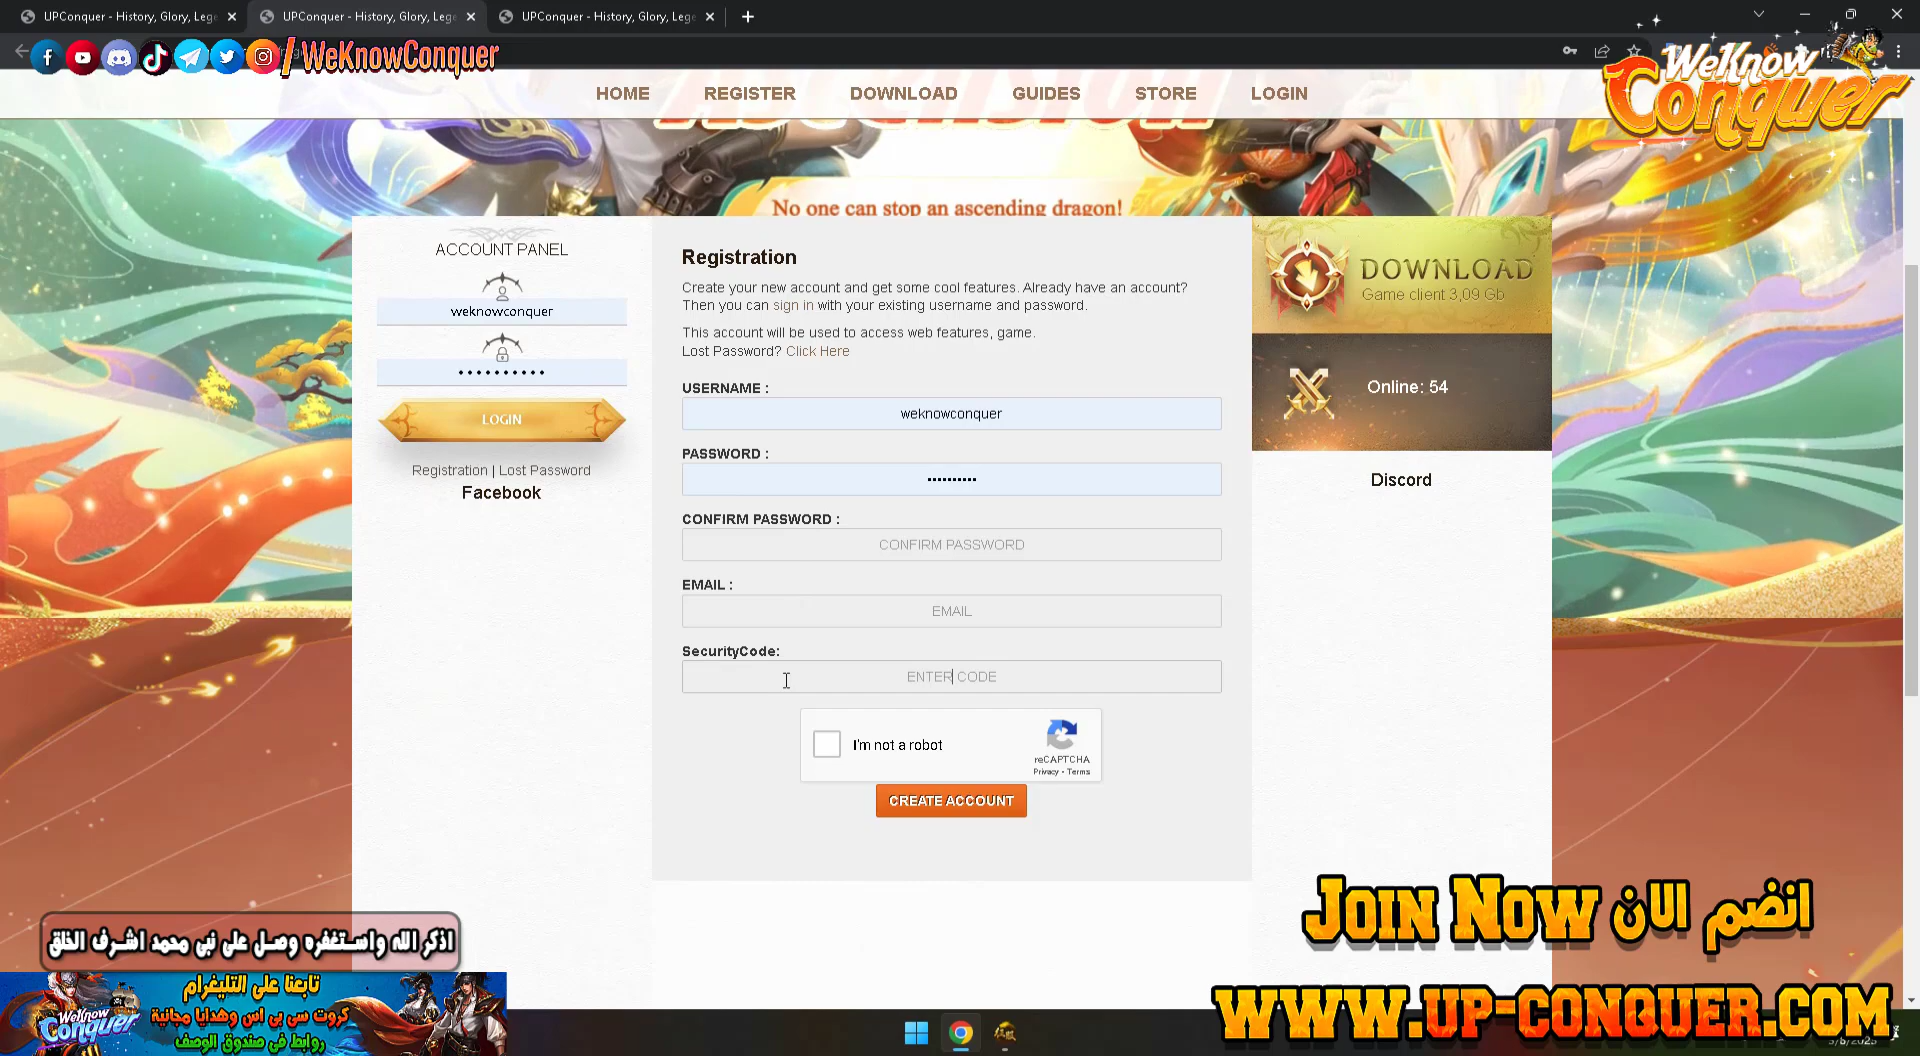 UPConquer - History, Glory, Lege
UPConquer - History, Glory, Lege
UPConquer - History, Glory, Lege
/WeKnowConquer
WeKnow
Conquer
HOME
REGISTER
DOWNLOAD
GUIDES
STORE
LOGIN
No one can stop an ascending dragon!
ACCOUNT PANEL
weknowconquer
••••••••••
LOGIN
Registration | Lost Password
Facebook
Registration
Create your new account and get some cool features. Already have an account?
Then you can sign in with your existing username and password.
This account will be used to access web features, game.
Lost Password? Click Here
USERNAME :
weknowconquer
PASSWORD :
••••••••••
CONFIRM PASSWORD :
CONFIRM PASSWORD
EMAIL :
EMAIL
SecurityCode:
ENTER CODE
I'm not a robot
reCAPTCHA
Privacy - Terms
CREATE ACCOUNT
DOWNLOAD
Game client 3,09 Gb
Online: 54
Discord
اذكر الله واستغفره وصل على نبي محمد اشرف الخلق
تابعنا على التليغرام
كروت سي بي اس وهدايا مجانية
روابط في صندوق الوصف
WeKnow
Conquer
Join Now انضم الان
www.up-conquer.com